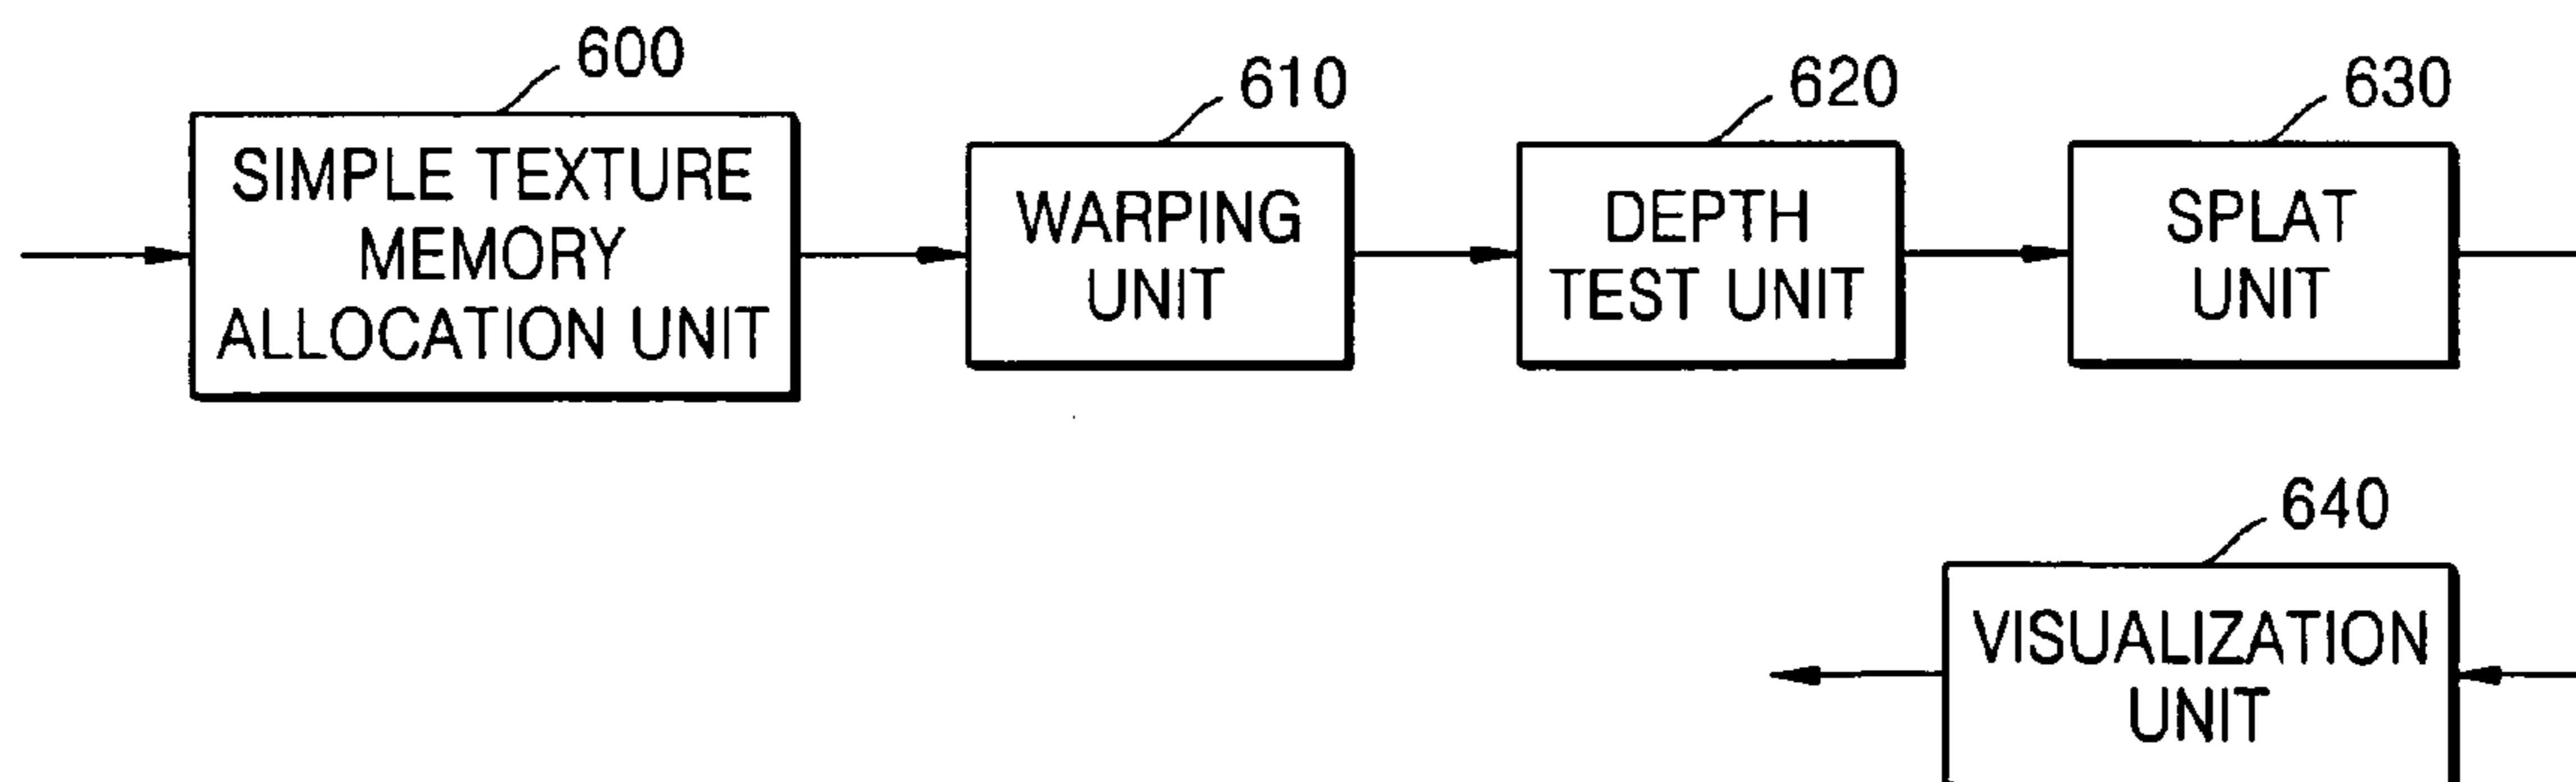 600
SIMPLE TEXTURE
MEMORY
ALLOCATION UNIT
610
WARPING
UNIT
620
DEPTH
TEST UNIT
630
SPLAT
UNIT
640
VISUALIZATION
UNIT